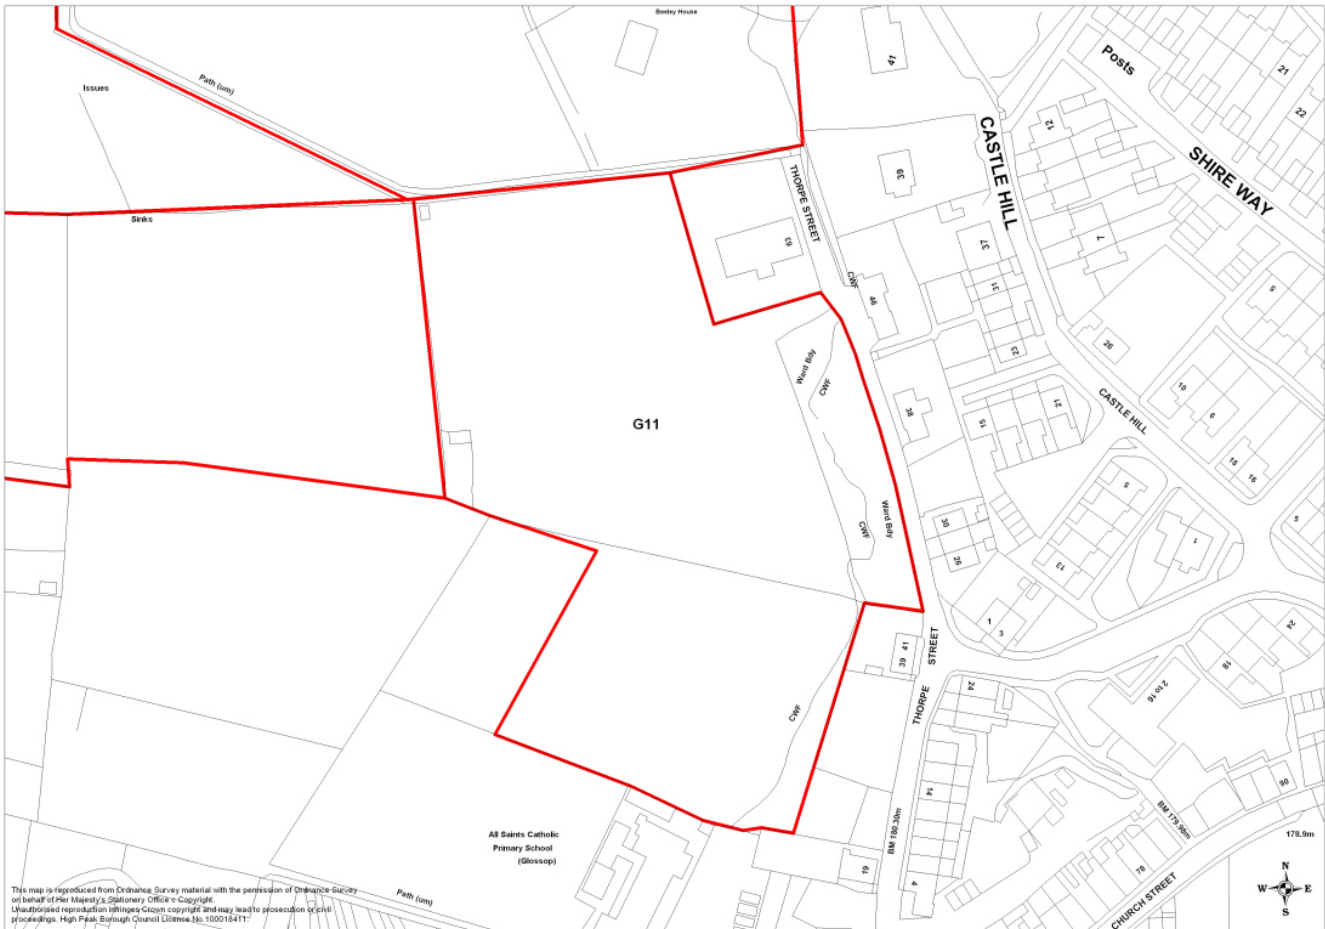 Beeley House
Posts
41
21
22
Path (um)
Issues
CASTLE HILL
12
SHIRE WAY
39
THORPE STREET
Sinks
63
37
7
CWF
31
46
5
23
26
Ward Bdy
CWF
10
6
38
CASTLE HILL
21
15
G11
18
16
5
Ward Bdy
CWF
30
26
5
1
13
1
3
24
41
39
STREET
18
24
2 to 16
THORPE
CWF
14
90
BM 180.30m
BM 179.98m
178.9m
All Saints Catholic
Primary School
(Glossop)
19
4
78
CHURCH STREET
Path (um)
N
W E
S
This map is reproduced from Ordnance Survey material with the permission of Ordnance Survey
on behalf of Her Majesty's Stationery Office © Copyright.
Unauthorised reproduction infringes Crown copyright and may lead to prosecution or civil
proceedings. High Peak Borough Council Licence No.100018411.